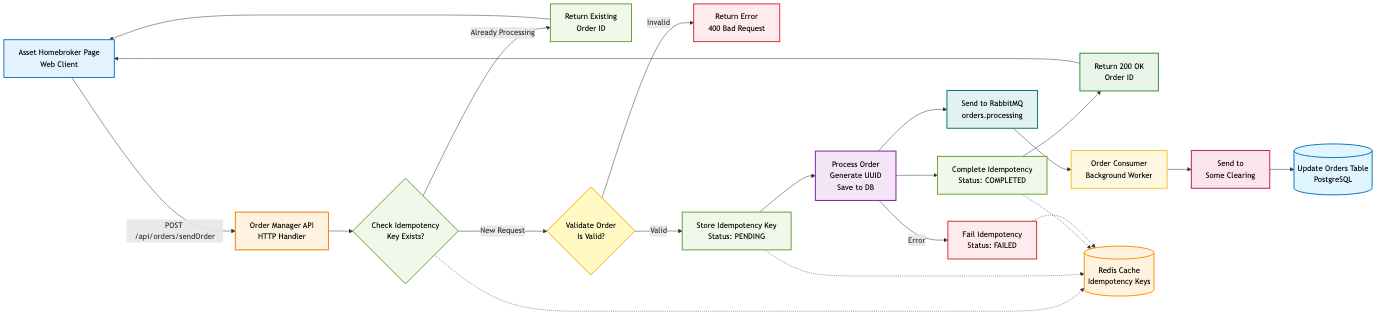 Return Existing
Order ID
Return Error
400 Bad Request
Invalid
Already Processing
Asset Homebroker Page
Web Client
Return 200 OK
Order ID
Send to RabbitMQ
orders.processing
Process Order
Generate UUID
Save to DB
Complete Idempotency
Status: COMPLETED
Order Consumer
Background Worker
Send to
Some Clearing
Update Orders Table
PostgreSQL
POST
/api/orders/sendOrder
Order Manager API
HTTP Handler
Check Idempotency
Key Exists?
New Request
Validate Order
Is Valid?
Valid
Store Idempotency Key
Status: PENDING
Error
Fail Idempotency
Status: FAILED
Redis Cache
Idempotency Keys